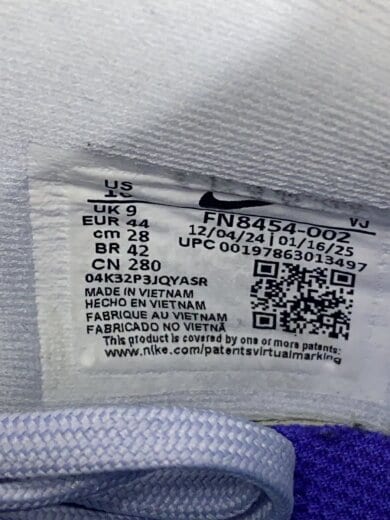 US
UK 9
EUR 44
cm 28
BR 42
CN 280
04K32P3JQYASR
MADE IN VIETNAM
HECHO EN VIETNAM
FABRIQUE AU VIETNAM
FABRICADO NO VIETNÃ
VJ
FN8454-002
12/04/24 | 01/16/25
UPC 00197863013497
This product is covered by one or more patents:
www.nike.com/patentsvirtualmarking